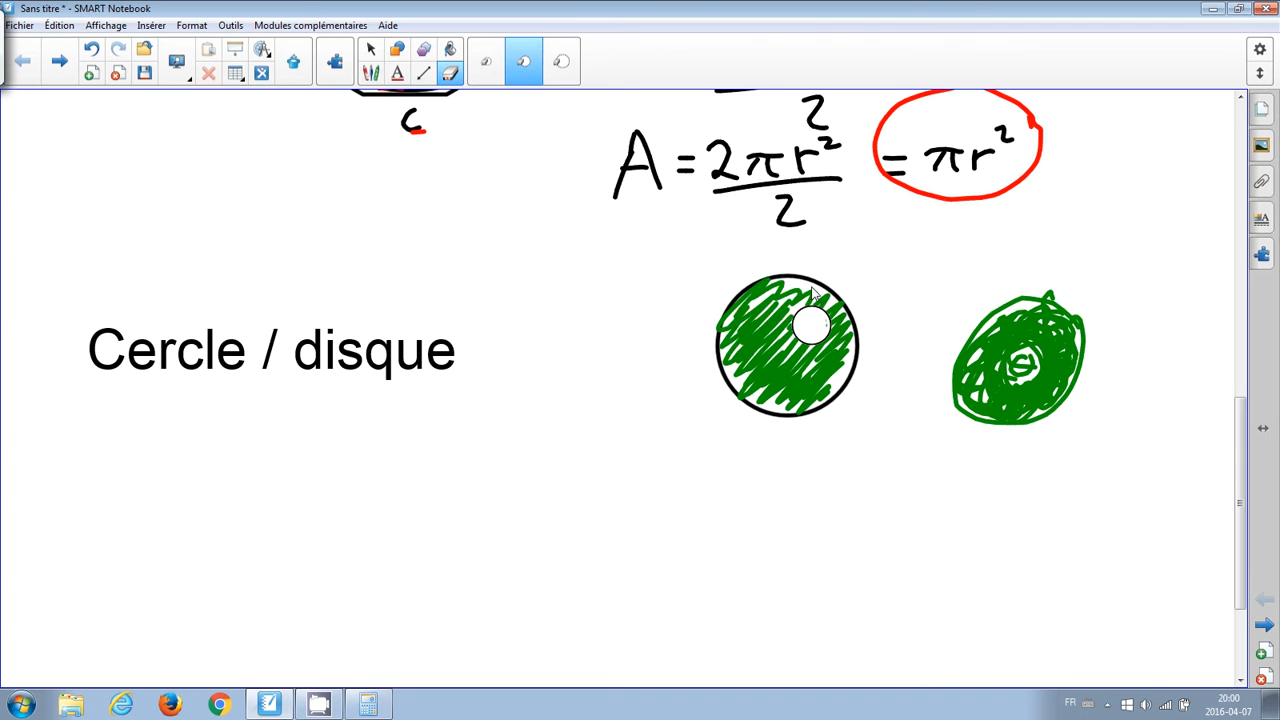 Sans titre * - SMART Notebook
Fichier Édition Affichage Insérer Format Outils Modules complémentaires Aide
c
2
A = 2πr² = πr²
2
Cercle / disque
FR
20:00
2016-04-07